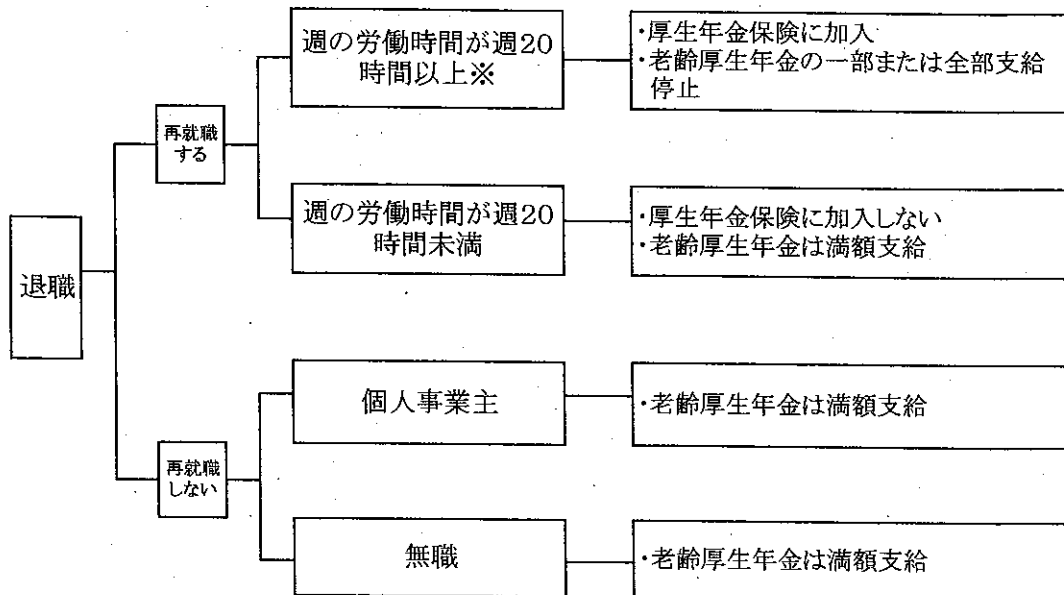 退職
再就職
する
週の労働時間が週20
時間以上※
・厚生年金保険に加入
・老齢厚生年金の一部または全部支給
停止
週の労働時間が週20
時間未満
・厚生年金保険に加入しない
・老齢厚生年金は満額支給
再就職
しない
個人事業主
・老齢厚生年金は満額支給
無職
・老齢厚生年金は満額支給